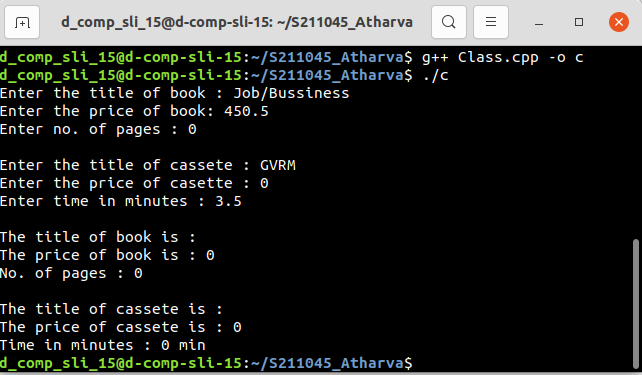 d_comp_sli_15@d-comp-sli-15: ~/S211045_Atharva
d_comp_sli_15@d-comp-sli-15:~/S211045_Atharva$ g++ Class.cpp -o c
d_comp_sli_15@d-comp-sli-15:~/S211045_Atharva$ ./c
Enter the title of book : Job/Bussiness
Enter the price of book: 450.5
Enter no. of pages : 0
Enter the title of cassete : GVRM
Enter the price of casette : 0
Enter time in minutes : 3.5
The title of book is :
The price of book is : 0
No. of pages : 0
The title of cassete is :
The price of cassete is : 0
Time in minutes : 0 min
d_comp_sli_15@d-comp-sli-15:~/S211045_Atharva$